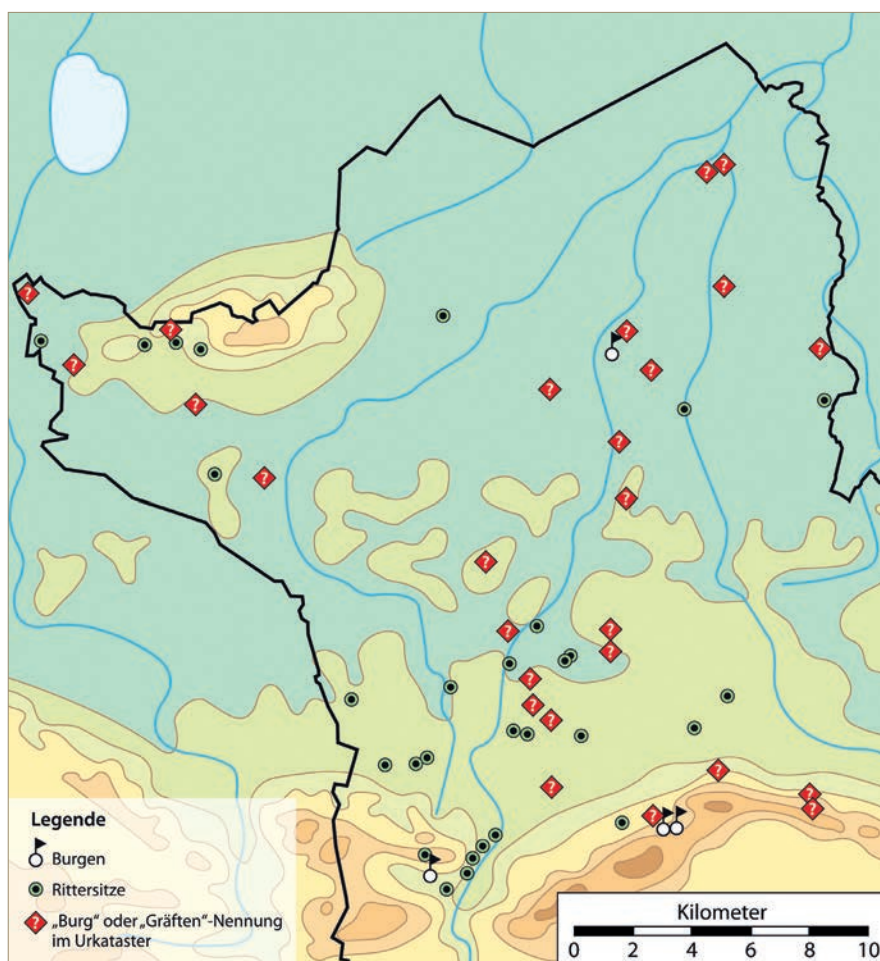 Legende
Burgen
Rittersitze
„Burg“ oder „Gräften“-Nennung
im Urkataster
Kilometer
0 2 4 6 8 10